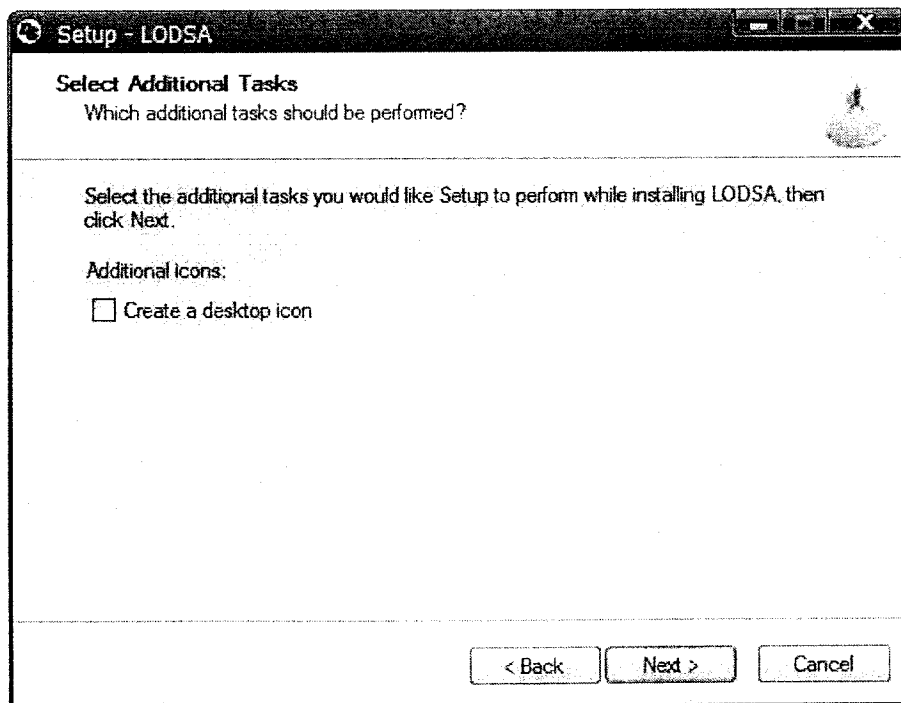 Setup - LODSA
Select Additional Tasks
Which additional tasks should be performed?
Select the additional tasks you would like Setup to perform while installing LODSA, then
click Next.
Additional icons:
Create a desktop icon
< Back
Next >
Cancel